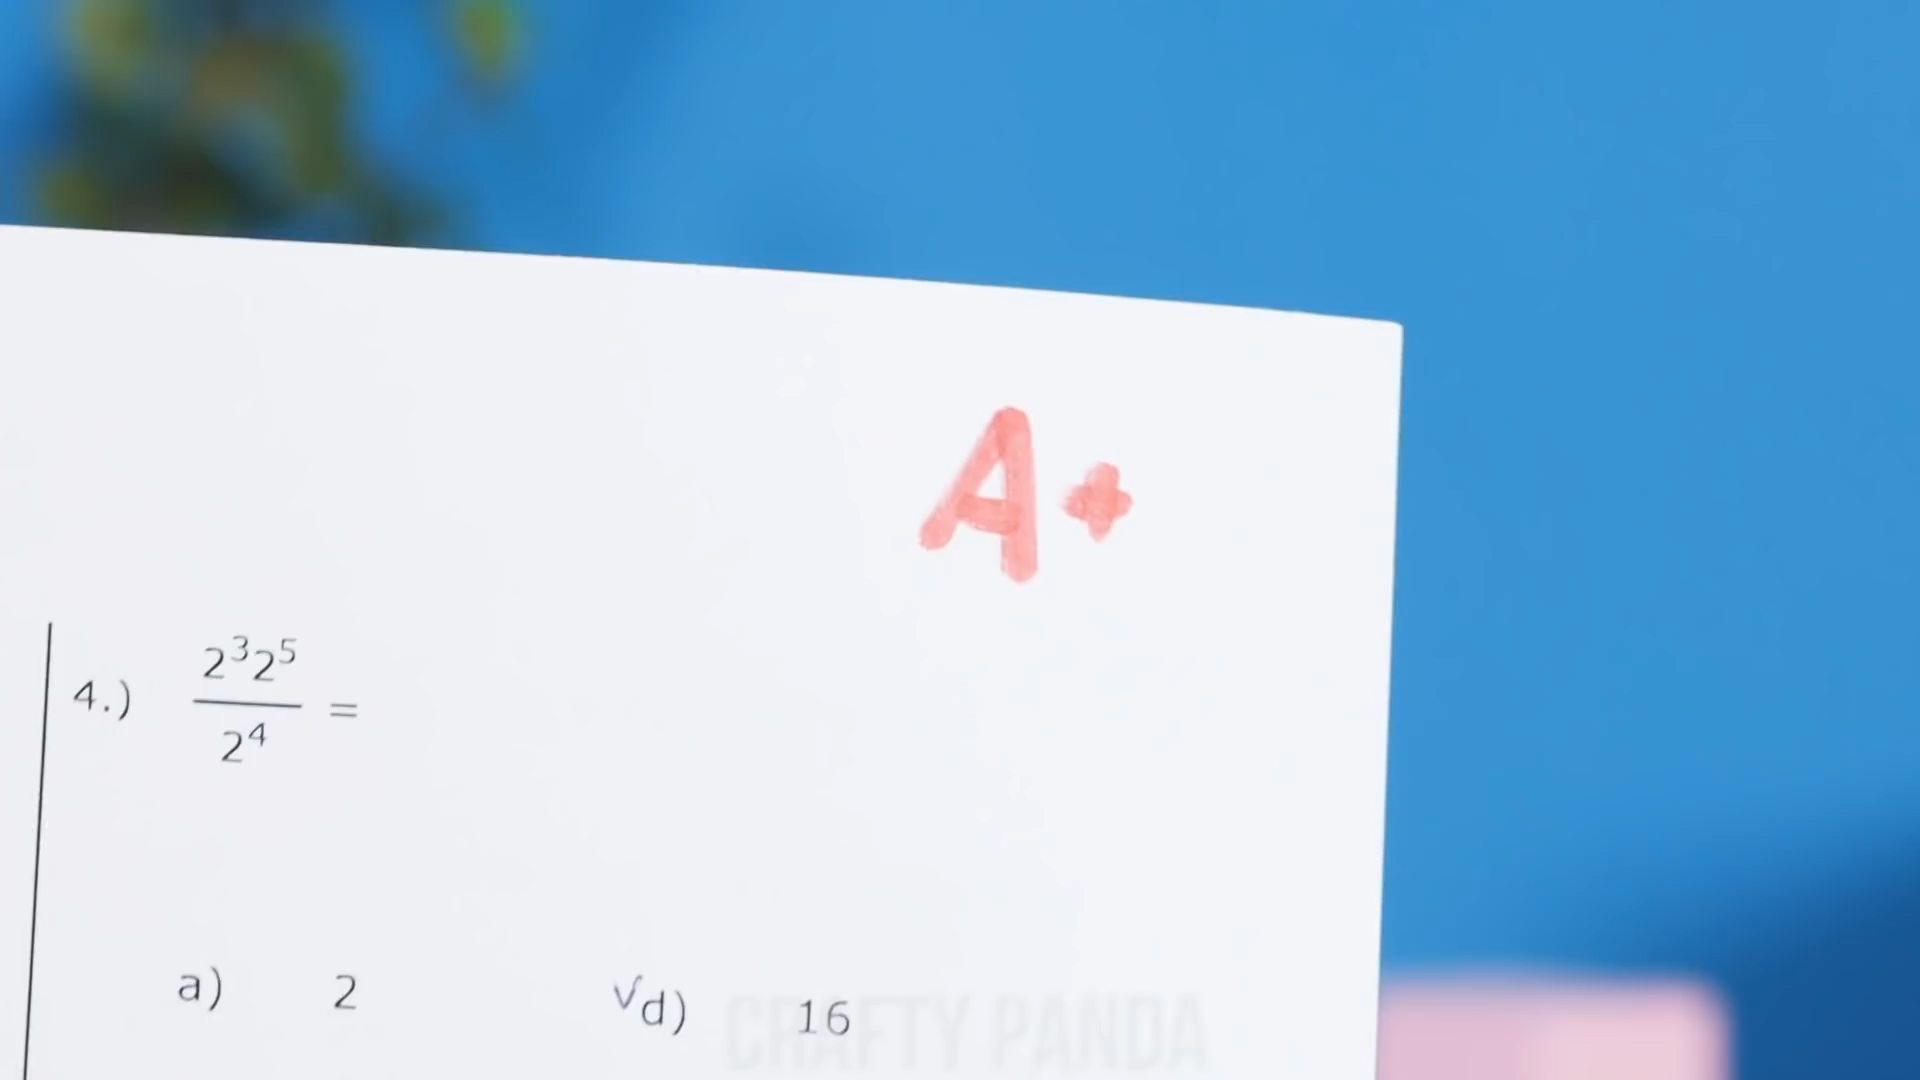 A+
4.) 2³2⁵
2⁴ =
a) 2 √d) 16
CRAFTY PANDA